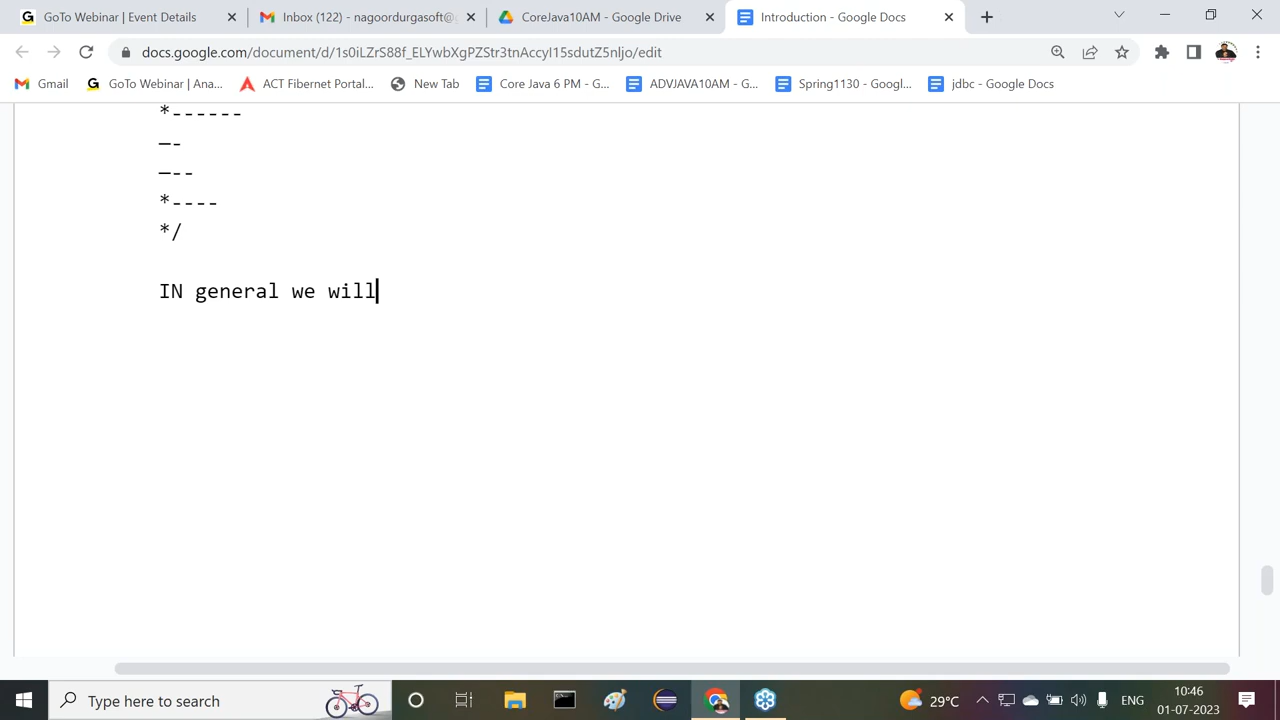 GoTo Webinar | Event Details
Inbox (122) - nagoordurgasoft@
CoreJava10AM - Google Drive
Introduction - Google Docs
docs.google.com/document/d/1s0iLZrS88f_ELYwbXgPZStr3tnAccyI15sdutZ5nljo/edit
Gmail
GoTo Webinar | Ana...
ACT Fibernet Portal...
New Tab
Core Java 6 PM - G...
ADVJAVA10AM - G...
Spring1130 - Googl...
jdbc - Google Docs
*------
—-
—--
*----
*/
IN general we will
Type here to search
29°C
ENG
10:46
01-07-2023